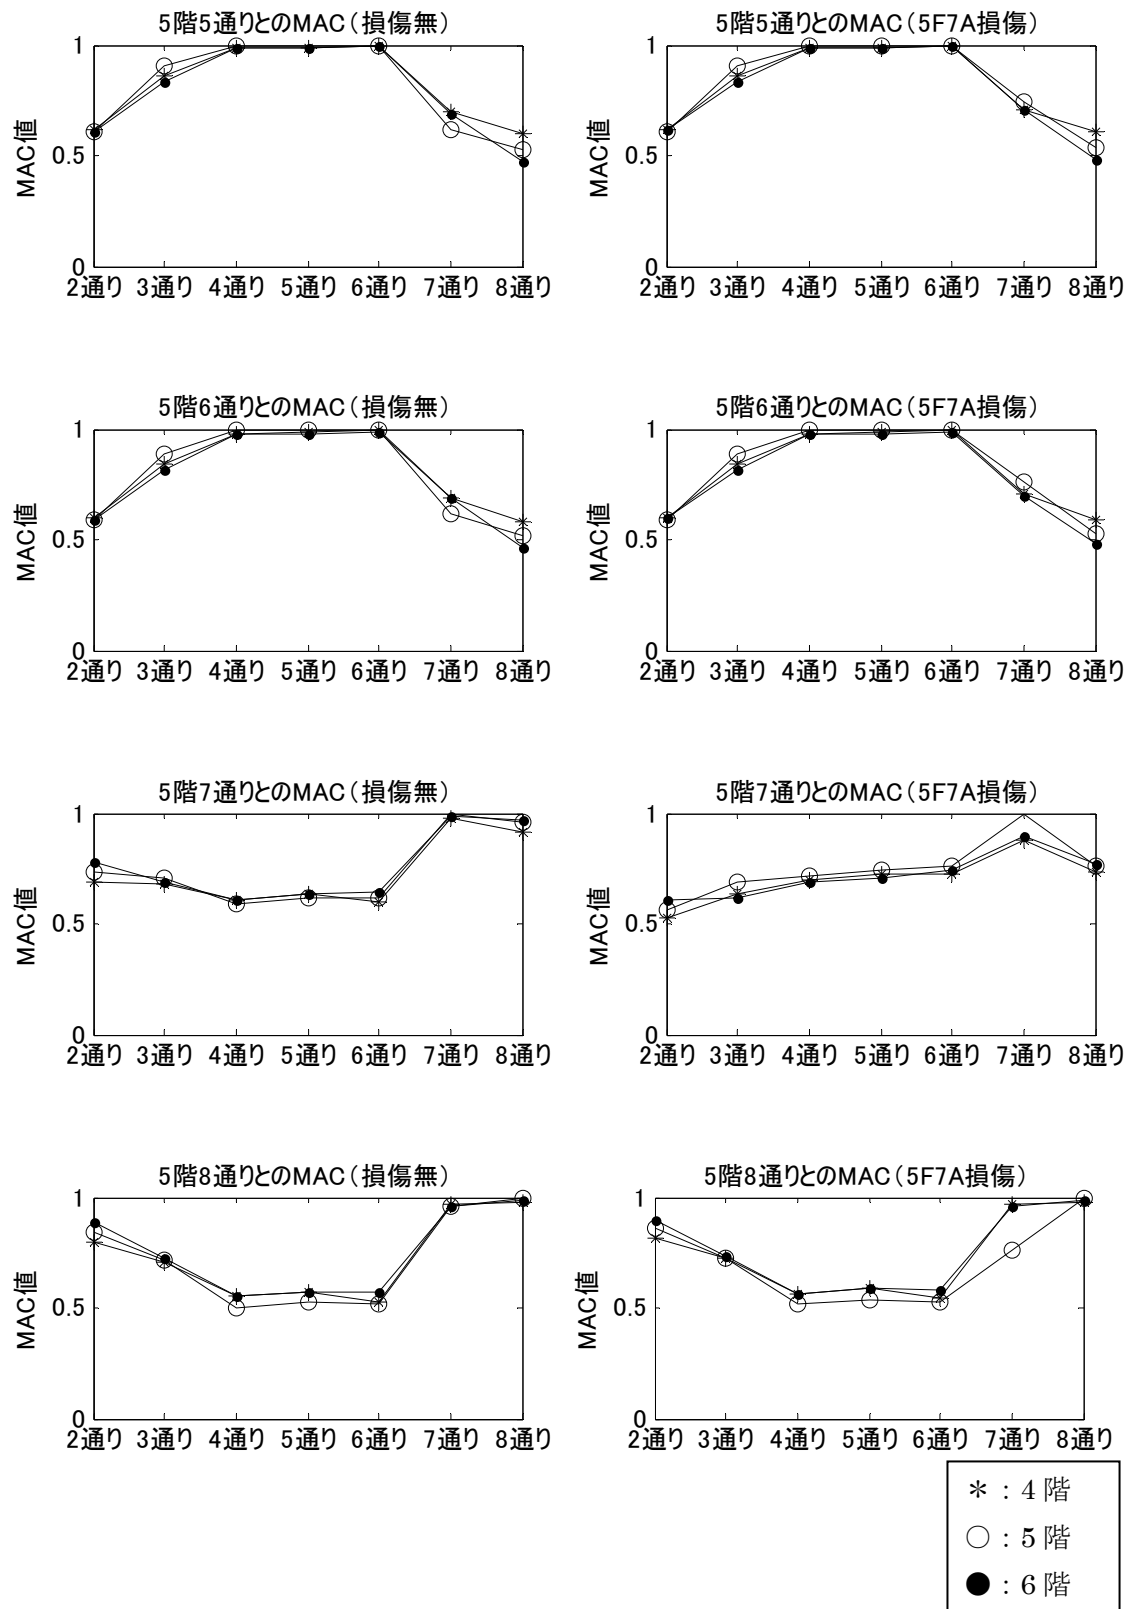 5階5通りとのMAC(損傷無)
1
0.5
0
MAC値
2通り 3通り 4通り 5通り 6通り 7通り 8通り
5階5通りとのMAC(5F7A損傷)
1
0.5
0
MAC値
2通り 3通り 4通り 5通り 6通り 7通り 8通り
5階6通りとのMAC(損傷無)
1
0.5
0
MAC値
2通り 3通り 4通り 5通り 6通り 7通り 8通り
5階6通りとのMAC(5F7A損傷)
1
0.5
0
MAC値
2通り 3通り 4通り 5通り 6通り 7通り 8通り
5階7通りとのMAC(損傷無)
1
0.5
0
MAC値
2通り 3通り 4通り 5通り 6通り 7通り 8通り
5階7通りとのMAC(5F7A損傷)
1
0.5
0
MAC値
2通り 3通り 4通り 5通り 6通り 7通り 8通り
5階8通りとのMAC(損傷無)
1
0.5
0
MAC値
2通り 3通り 4通り 5通り 6通り 7通り 8通り
5階8通りとのMAC(5F7A損傷)
1
0.5
0
MAC値
2通り 3通り 4通り 5通り 6通り 7通り 8通り
＊：4階
○：5階
●：6階